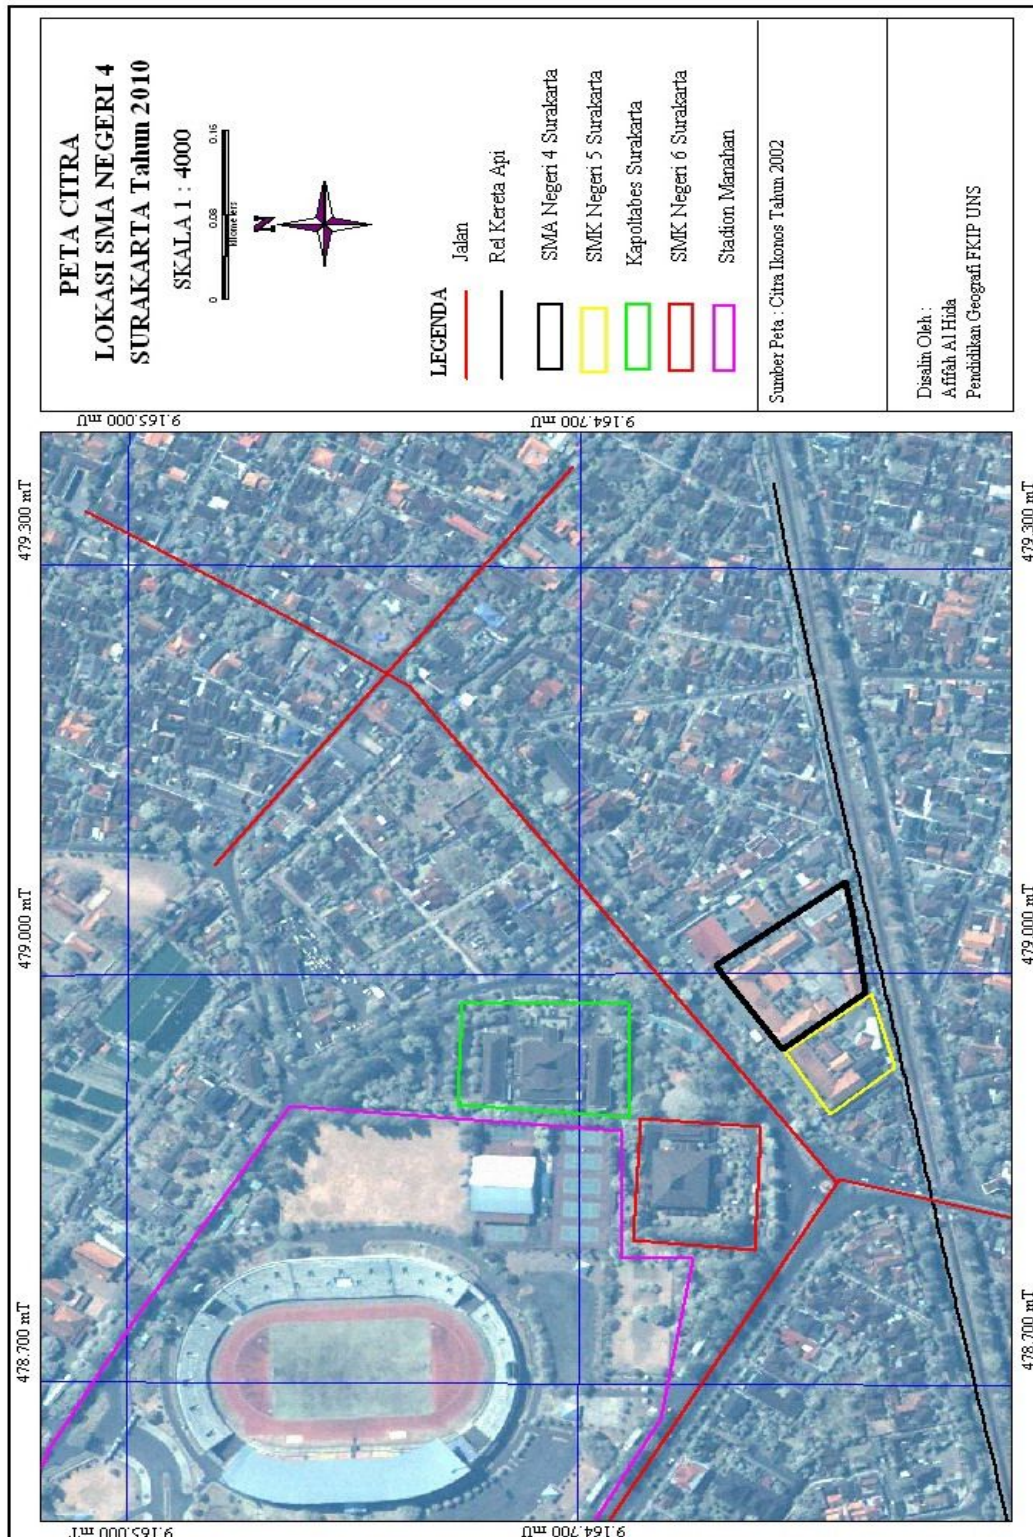 PETA CITRA
LOKASI SMA NEGERI 4
SURAKARTA Tahun 2010
SKALA 1 : 4000
0 0.08 0.16
kilometers
N
LEGENDA
Jalan
Rel Kereta Api
SMA Negeri 4 Surakarta
SMK Negeri 5 Surakarta
Kapoltabes Surakarta
SMK Negeri 6 Surakarta
Stadion Manahan
Sumber Peta : Citra Ikonos Tahun 2002
Disalin Oleh :
Afifah Al Hida
Pendidikan Geografi FKIP UNS
478.700 mT
479.000 mT
479.300 mT
9.165.000 mU
9.164.700 mU
9.165.000 mT
9.164.700 mU
478.700 mT
479.000 mT
479.300 mT